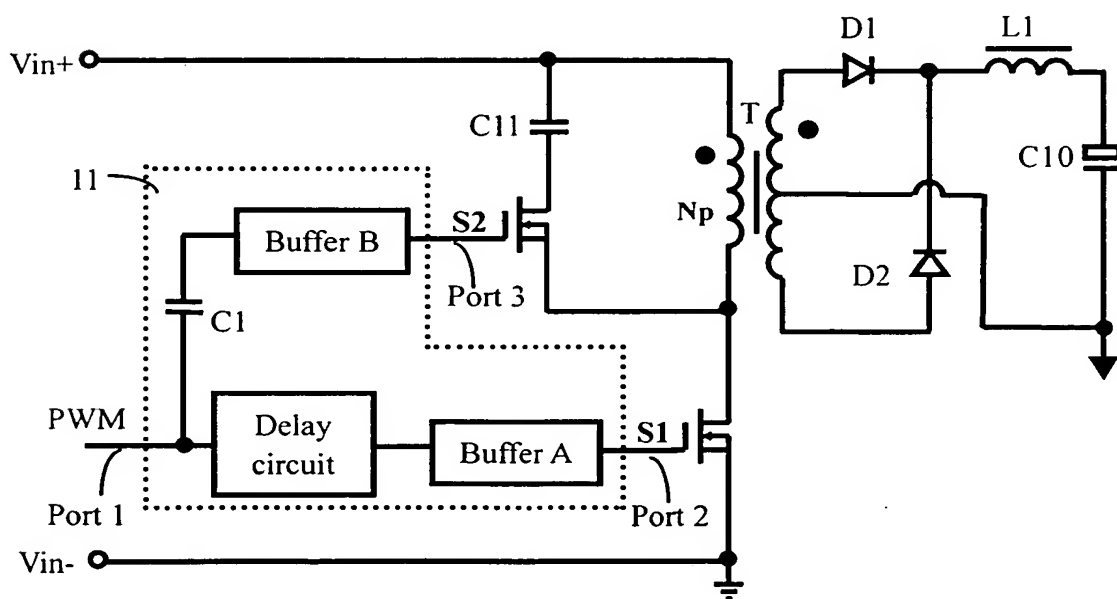 D1
L1
Vin+
C11
T
C10
11
Np
S2
Buffer B
Port 3
D2
C1
PWM
Delay
circuit
Buffer A
S1
Port 1
Port 2
Vin-